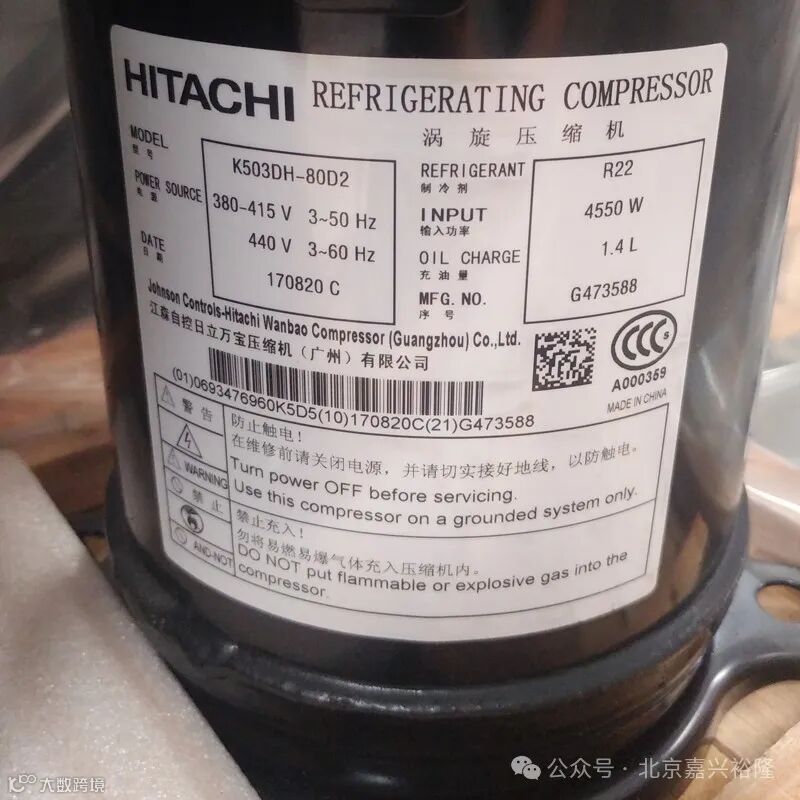 HITACHI REFRIGERATING COMPRESSOR
涡旋压缩机
MODEL
型号
K503DH-80D2
POWER SOURCE
电源
380-415 V 3~50 Hz
440 V 3~60 Hz
DATE
日期
170820 C
REFRIGERANT
制冷剂
R22
INPUT
输入功率
4550 W
OIL CHARGE
充油量
1.4 L
MFG.NO.
序号
G473588
Johnson Controls-Hitachi Wanbao Compressor (Guangzhou) Co.,Ltd.
江森自控日立万宝压缩机（广州）有限公司
CCC S
A000359
MADE IN CHINA
(01)0693476960K5D5(10)170820C(21)G473588
警告
WARNING
防止触电！
在维修前请关闭电源，并请切实接好地线，以防触电。
Turn power OFF before servicing.
Use this compressor on a grounded system only.
禁止
AND-NOT
禁止充入！
勿将易燃易爆气体充入压缩机内。
DO NOT put flammable or explosive gas into the
compressor.
公众号·北京嘉兴裕隆
大数跨境